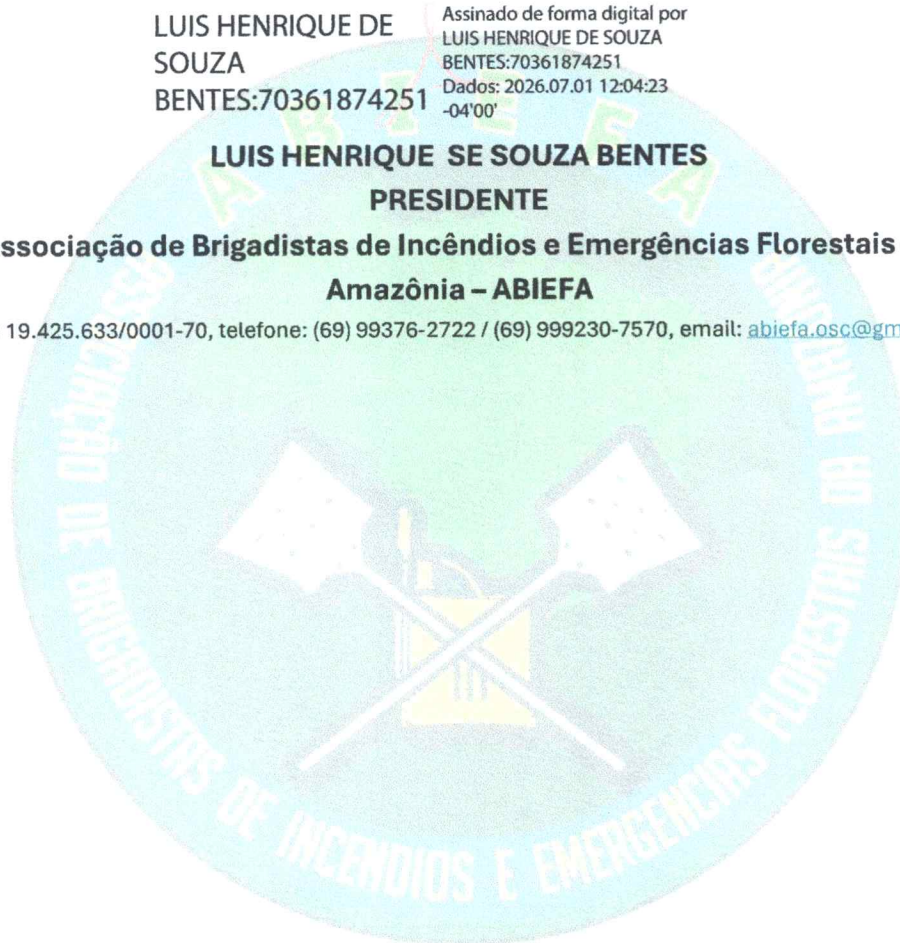 LUIS HENRIQUE DE
SOUZA
BENTES:70361874251
Assinado de forma digital por
LUIS HENRIQUE DE SOUZA
BENTES:70361874251
Dados: 2026.07.01 12:04:23
-04'00'
LUIS HENRIQUE SE SOUZA BENTES
PRESIDENTE
ssociação de Brigadistas de Incêndios e Emergências Florestais
Amazônia – ABIEFA
19.425.633/0001-70, telefone: (69) 99376-2722 / (69) 999230-7570, email: abiefa.osc@gm
A B I E F A
ASSOCIAÇÃO DE BRIGADISTAS DE INCENDIOS E EMERGENCIAS FLORESTAIS DA AMAZONIA